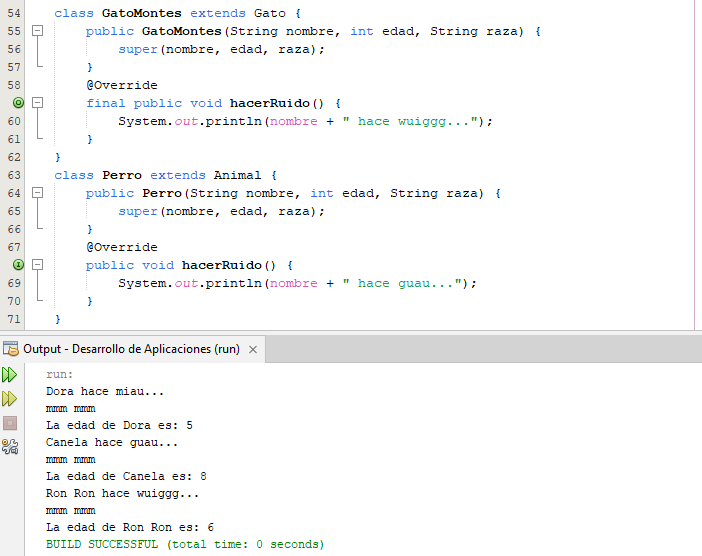 54 class GatoMontes extends Gato {
55 public GatoMontes(String nombre, int edad, String raza) {
56 super(nombre, edad, raza);
57 }
58 @Override
final public void hacerRuido() {
60 System.out.println(nombre + " hace wuiggg...");
61 }
62 }
63 class Perro extends Animal {
64 public Perro(String nombre, int edad, String raza) {
65 super(nombre, edad, raza);
66 }
67 @Override
public void hacerRuido() {
69 System.out.println(nombre + " hace guau...");
70 }
71 }
Output - Desarrollo de Aplicaciones (run)
run:
Dora hace miau...
mmm mmm
La edad de Dora es: 5
Canela hace guau...
mmm mmm
La edad de Canela es: 8
Ron Ron hace wuiggg...
mmm mmm
La edad de Ron Ron es: 6
BUILD SUCCESSFUL (total time: 0 seconds)